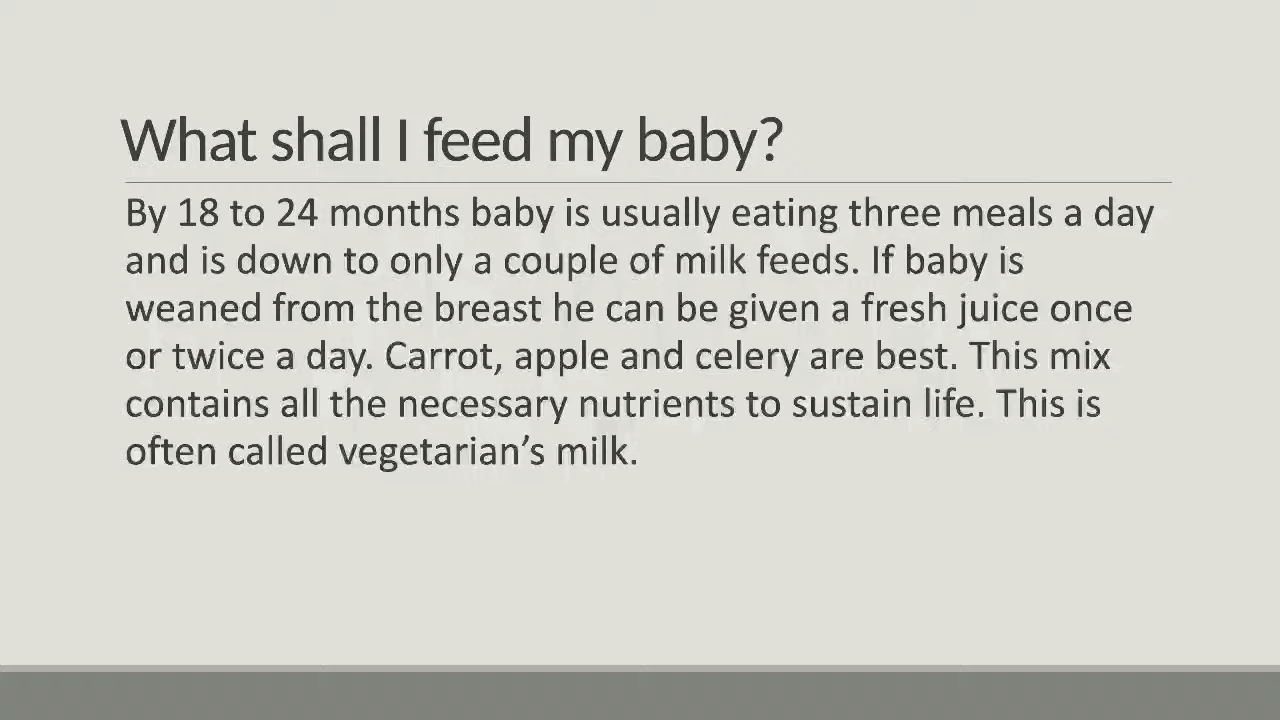 What shall I feed my baby?
By 18 to 24 months baby is usually eating three meals a day
and is down to only a couple of milk feeds. If baby is
weaned from the breast he can be given a fresh juice once
or twice a day. Carrot, apple and celery are best. This mix
contains all the necessary nutrients to sustain life. This is
often called vegetarian’s milk.